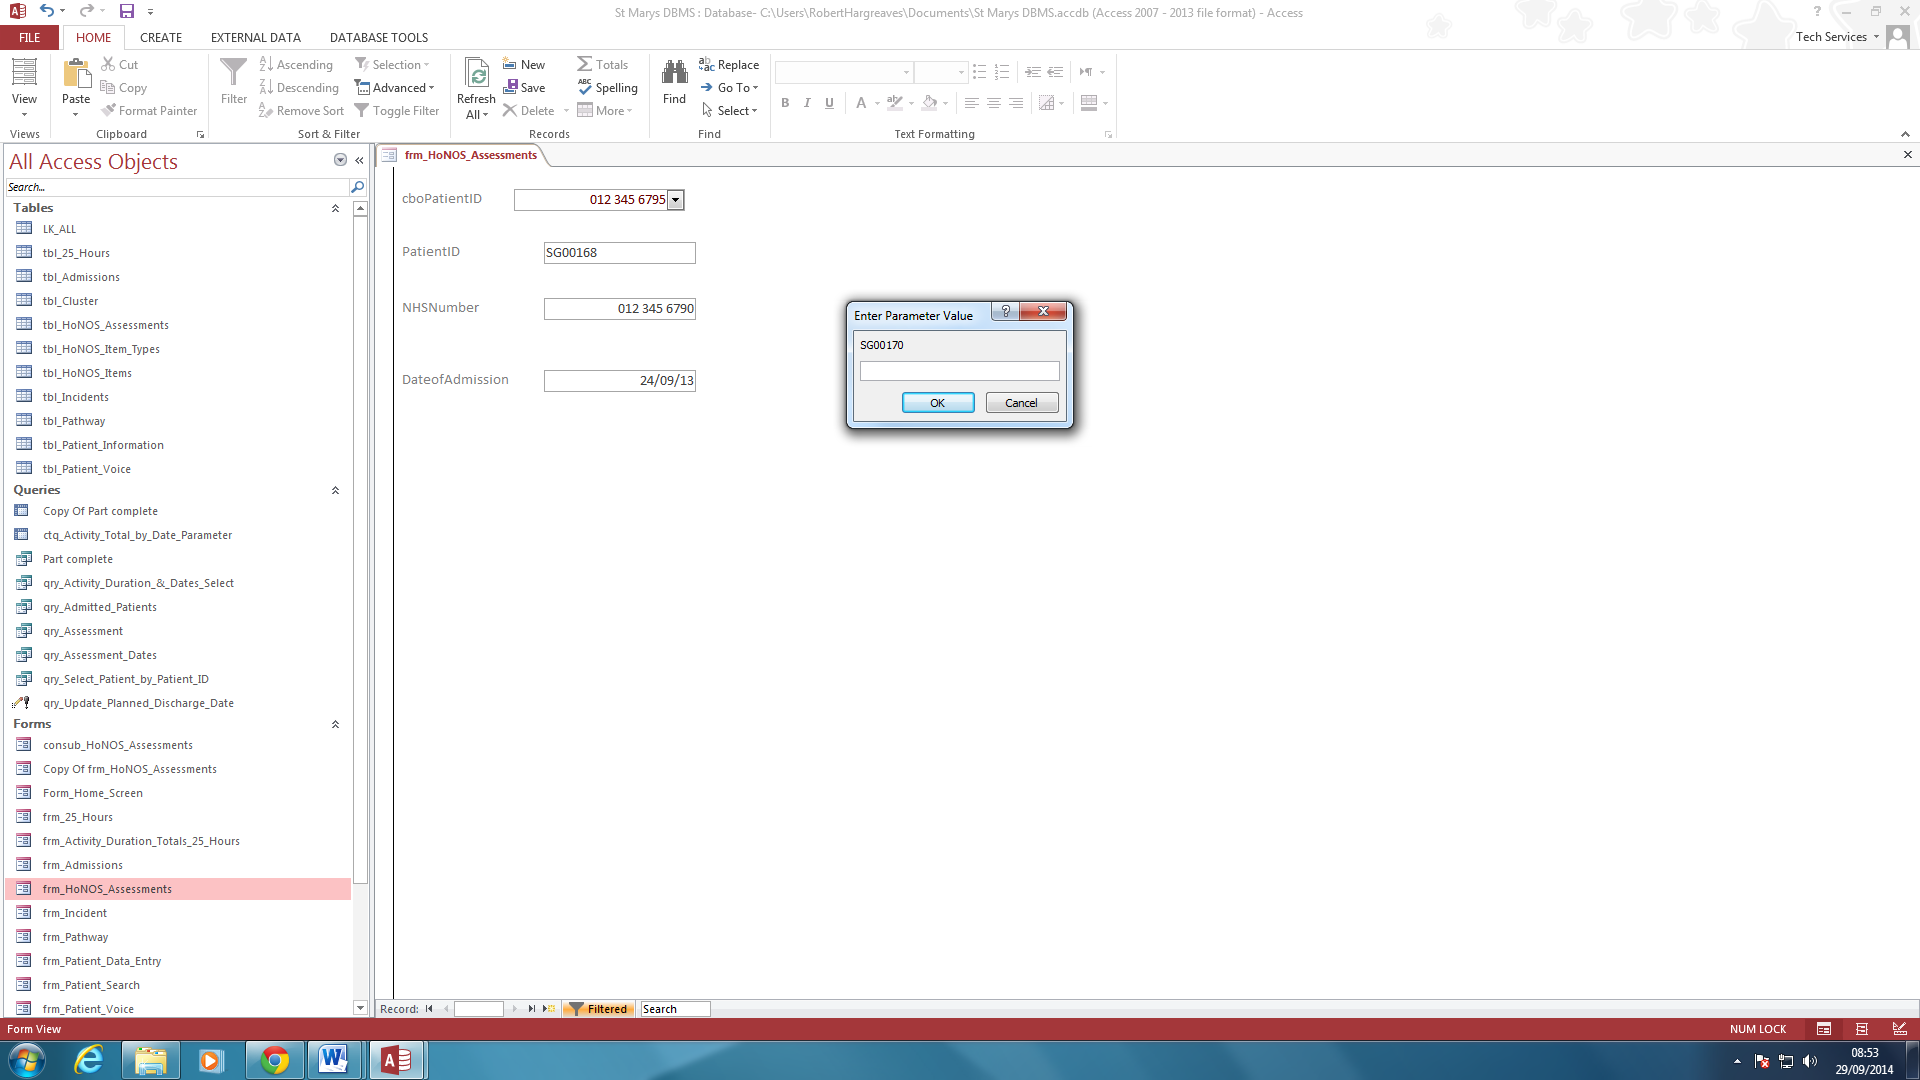 St Marys DBMS : Database- C:\Users\RobertHargreaves\Documents\St Marys DBMS.accdb (Access 2007 - 2013 file format) - Access
FILE HOME CREATE EXTERNAL DATA DATABASE TOOLS Tech Services
View
Views
Paste
Cut
Copy
Format Painter
Clipboard
Filter
Ascending
Descending
Remove Sort
Selection
Advanced
Toggle Filter
Sort & Filter
Refresh All
New
Save
Delete
Totals
Spelling
More
Records
Find
Replace
Go To
Select
Find
B I U A
Text Formatting
All Access Objects
Search...
Tables
LK_ALL
tbl_25_Hours
tbl_Admissions
tbl_Cluster
tbl_HoNOS_Assessments
tbl_HoNOS_Item_Types
tbl_HoNOS_Items
tbl_Incidents
tbl_Pathway
tbl_Patient_Information
tbl_Patient_Voice
Queries
Copy Of Part complete
ctq_Activity_Total_by_Date_Parameter
Part complete
qry_Activity_Duration_&_Dates_Select
qry_Admitted_Patients
qry_Assessment
qry_Assessment_Dates
qry_Select_Patient_by_Patient_ID
qry_Update_Planned_Discharge_Date
Forms
consub_HoNOS_Assessments
Copy Of frm_HoNOS_Assessments
Form_Home_Screen
frm_25_Hours
frm_Activity_Duration_Totals_25_Hours
frm_Admissions
frm_HoNOS_Assessments
frm_Incident
frm_Pathway
frm_Patient_Data_Entry
frm_Patient_Search
frm_Patient_Voice
frm_HoNOS_Assessments
cboPatientID 012 345 6795
PatientID SG00168
NHSNumber 012 345 6790
DateofAdmission 24/09/13
Enter Parameter Value
SG00170
OK Cancel
Record: Filtered Search
Form View NUM LOCK
08:53
29/09/2014